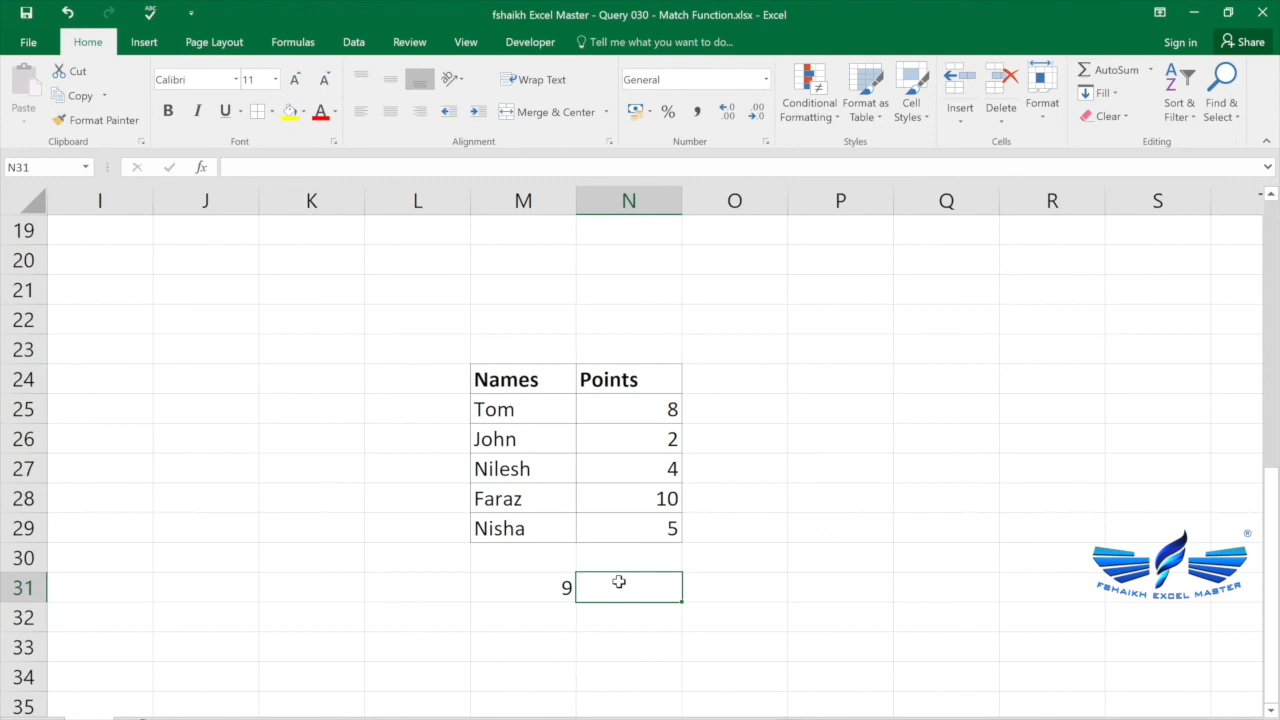 fshaikh Excel Master - Query 030 - Match Function.xlsx - Excel
File Home Insert Page Layout Formulas Data Review View Developer Tell me what you want to do... Sign in Share
Paste Cut Copy Format Painter Clipboard
Calibri 11 B I U A Font
Wrap Text Merge & Center Alignment
General % , Number
Conditional Formatting Format as Table Cell Styles Styles
Insert Delete Format Cells
AutoSum Fill Clear Sort & Filter Find & Select Editing
N31 fx
I J K L M N O P Q R S
19
20
21
22
23
24 Names Points
25 Tom 8
26 John 2
27 Nilesh 4
28 Faraz 10
29 Nisha 5
30
31 9
32
33
34
35
®
FSHAIKH EXCEL MASTER